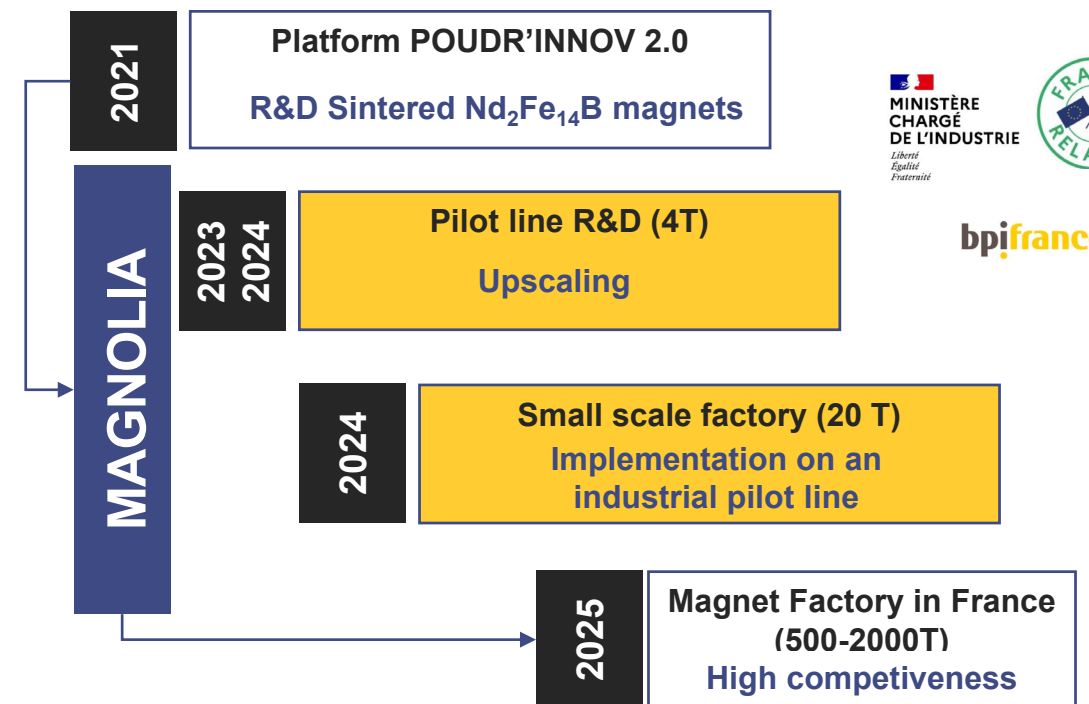 2021
Platform POUDR’INNOV 2.0
R&D Sintered Nd₂Fe₁₄B magnets
MINISTÈRE
CHARGÉ
DE L’INDUSTRIE
Liberté
Égalité
Fraternité
MAGNOLIA
2023
2024
Pilot line R&D (4T)
Upscaling
2024
Small scale factory (20 T)
Implementation on an
industrial pilot line
2025
Magnet Factory in France
(500-2000T)
High competiveness